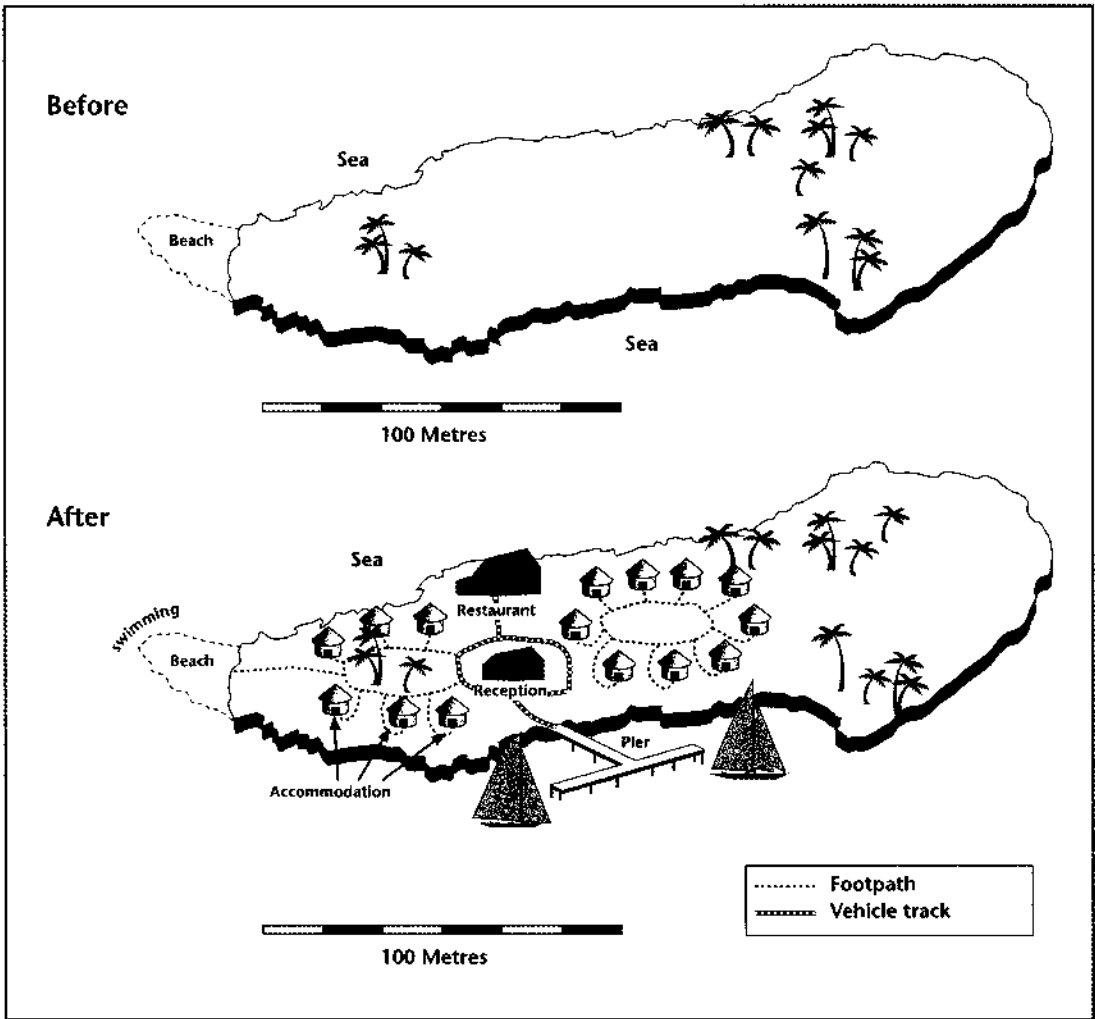 Before
Sea
Beach
Sea
100 Metres
After
Sea
swimming
Restaurant
Beach
Reception
Pier
Accommodation
Footpath
Vehicle track
100 Metres